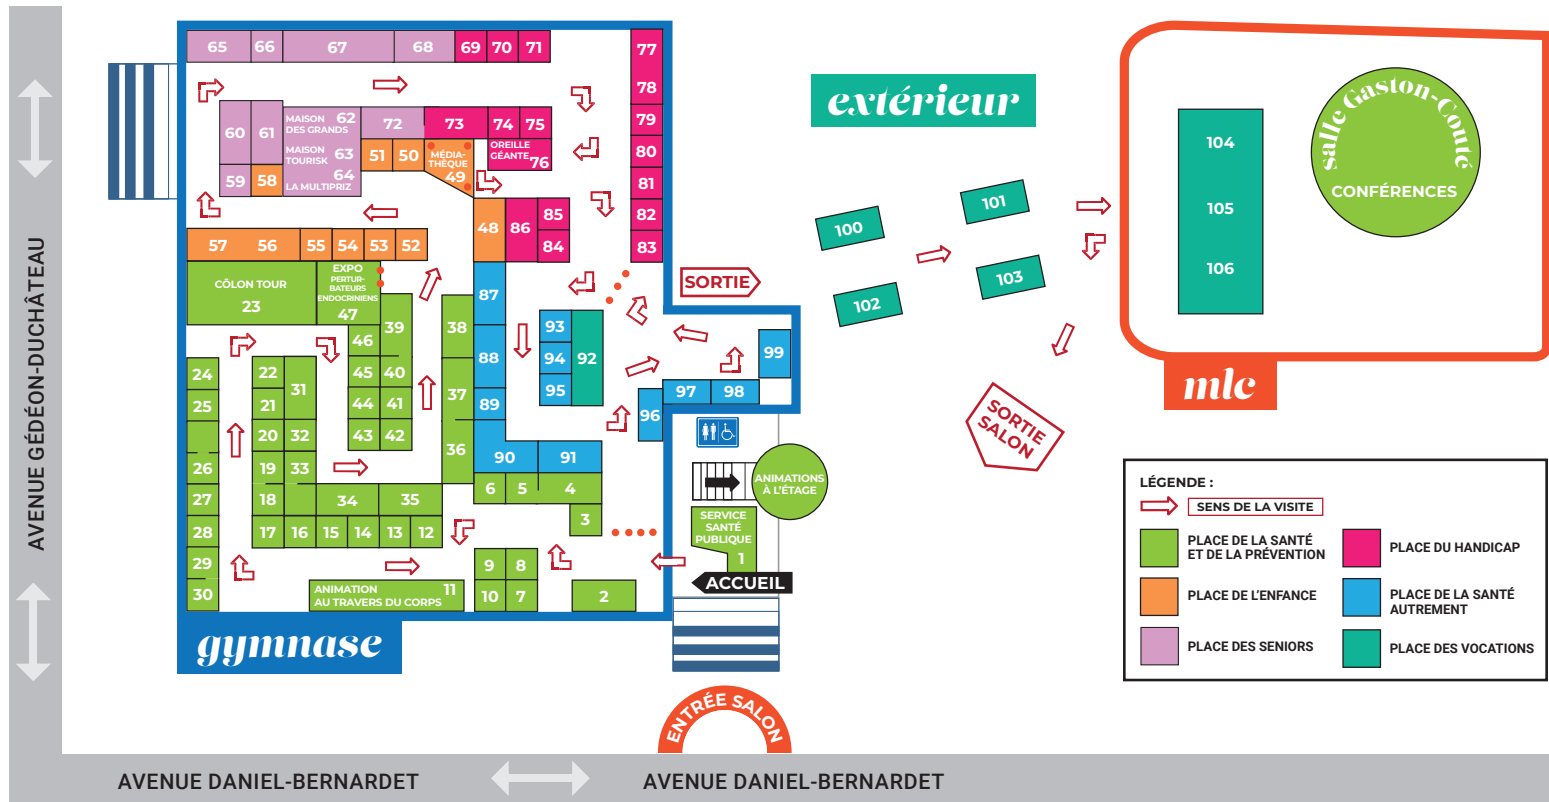 65 66 67 68 69 70 71 77
78
extérieur
salle Gaston-Couté
CONFÉRENCES
60 61
MAISON DES GRANDS 62
72 73 74 75
79
MAISON TOURISK 63
51 50
MÉDIA-
THÈQUE
49
OREILLE
GÉANTE 76
80
59 58
64
LA MULTIPRIZ
81
104
105
106
48 86 85
84
82
83
57 56 55 54 53 52
100 101
102 103
CÔLON TOUR
23
EXPO
PERTUR-
BATEURS
ENDOCRINIENS
47
87
SORTIE
46 39 38
93
94 92
95
99
88
24 22 31 45 40
25 21 44 41 37
89
96 97 98
mlc
20 32 43 42 36
SORTIE
SALON
26 19 33
90 91
27 18 34 35
6 5 4
ANIMATIONS
À L'ÉTAGE
28 17 16 15 14 13 12
3
SERVICE
SANTÉ
PUBLIQUE
1
29
9 8
30
ANIMATION
AU TRAVERS DU CORPS
11
10 7
2
ACCUEIL
gymnase
ENTRÉE SALON
LÉGENDE :
SENS DE LA VISITE
PLACE DE LA SANTÉ
ET DE LA PRÉVENTION
PLACE DU HANDICAP
PLACE DE L'ENFANCE
PLACE DE LA SANTÉ
AUTREMENT
PLACE DES SENIORS
PLACE DES VOCATIONS
AVENUE GÉDÉON-DUCHÂTEAU
AVENUE DANIEL-BERNARDET
AVENUE DANIEL-BERNARDET